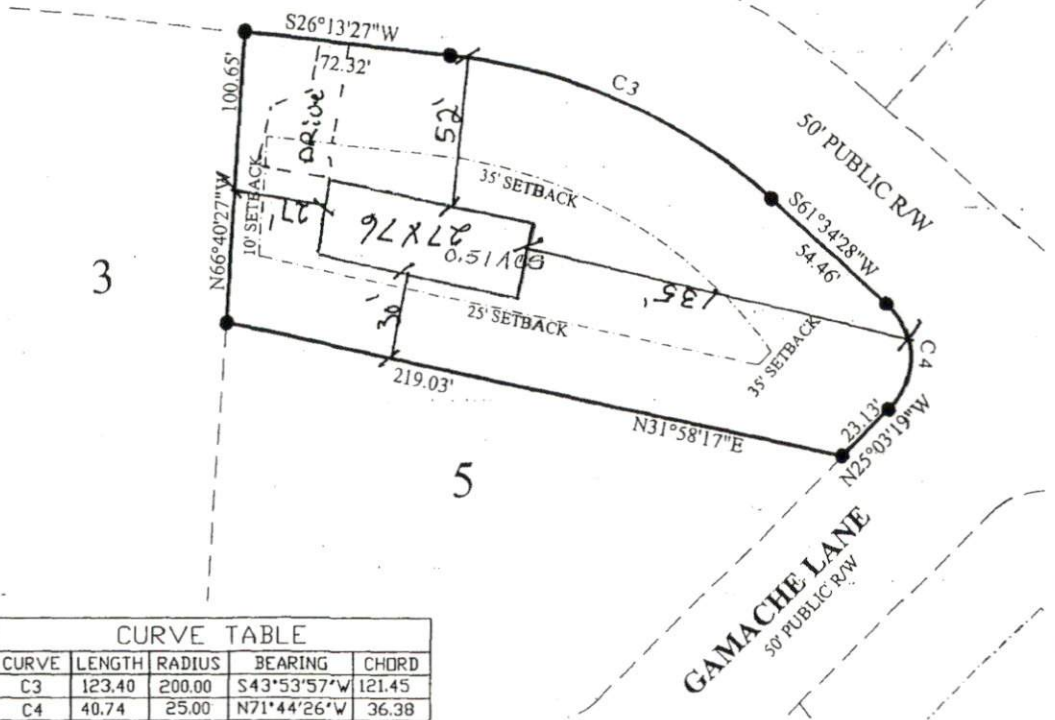 S26°13'27"W
72.32'
100.65'
C3
DRIVE
52'
50' PUBLIC R/W
35' SETBACK
S61°34'28"W
54.46'
10' SETBACK
N66°40'27"W
27'
27 X 76
0.51 ACS
135'
3
30'
25' SETBACK
35' SETBACK
C4
219.03'
23.13'
N25°03'19"W
N31°58'17"E
5
GAMACHE LANE
50' PUBLIC R/W
CURVE TABLE
CURVE LENGTH RADIUS BEARING CHORD
C3 123.40 200.00 S43°53'57"W 121.45
C4 40.74 25.00 N71°44'26"W 36.38